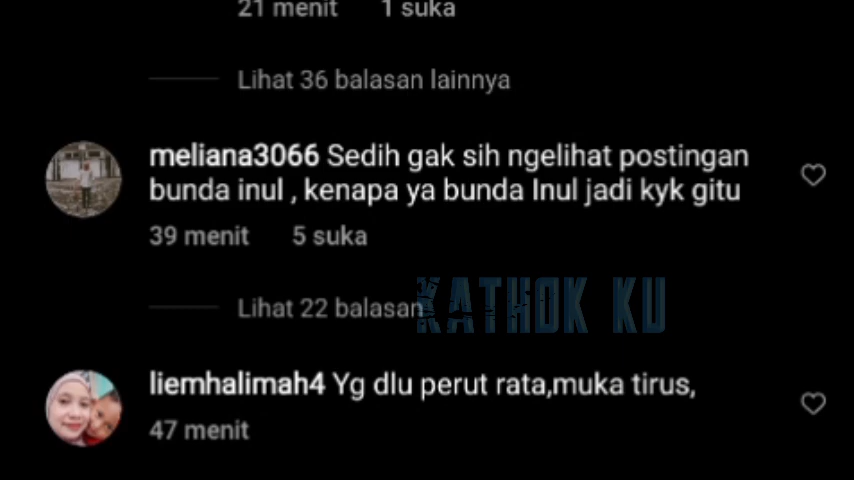 21 menit 1 suka
Lihat 36 balasan lainnya
meliana3066 Sedih gak sih ngelihat postingan
bunda inul , kenapa ya bunda Inul jadi kyk gitu
39 menit 5 suka
Lihat 22 balasan
KATHOK KU
liemhalimah4 Yg dlu perut rata,muka tirus,
47 menit